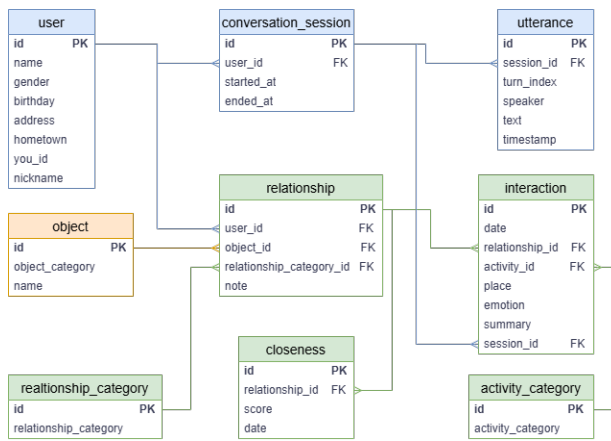 user
id PK
name
gender
birthday
address
hometown
you_id
nickname
conversation_session
id PK
user_id FK
started_at
ended_at
utterance
id PK
session_id FK
turn_index
speaker
text
timestamp
relationship
id PK
user_id FK
object_id FK
relationship_category_id FK
note
interaction
id PK
date
relationship_id FK
activity_id FK
place
emotion
summary
session_id FK
object
id PK
object_category
name
closeness
id PK
relationship_id FK
score
date
realtionship_category
id PK
relationship_category
activity_category
id PK
activity_category